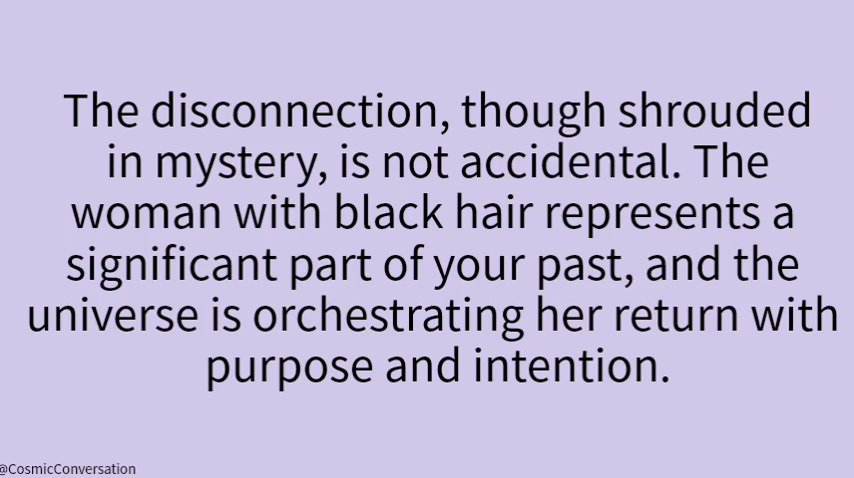 The disconnection, though shrouded
in mystery, is not accidental. The
woman with black hair represents a
significant part of your past, and the
universe is orchestrating her return with
purpose and intention.
@CosmicConversation